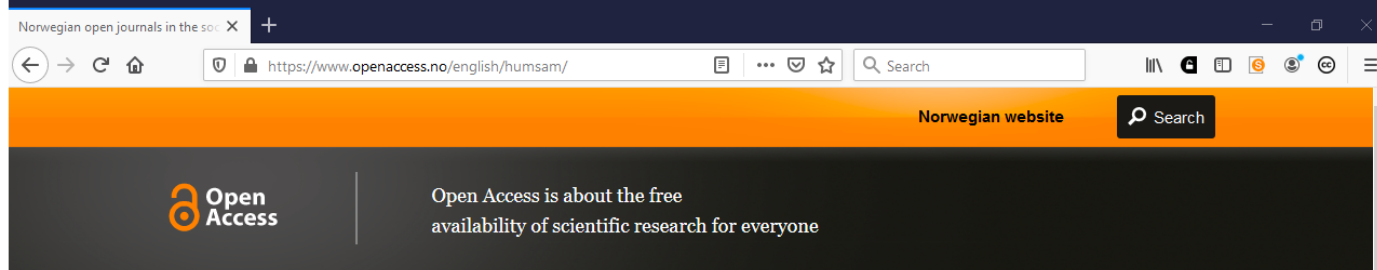 Norwegian open journals in the soc
https://www.openaccess.no/english/humsam/
Search
Norwegian website
Search
Open
Access
Open Access is about the free
availability of scientific research for everyone